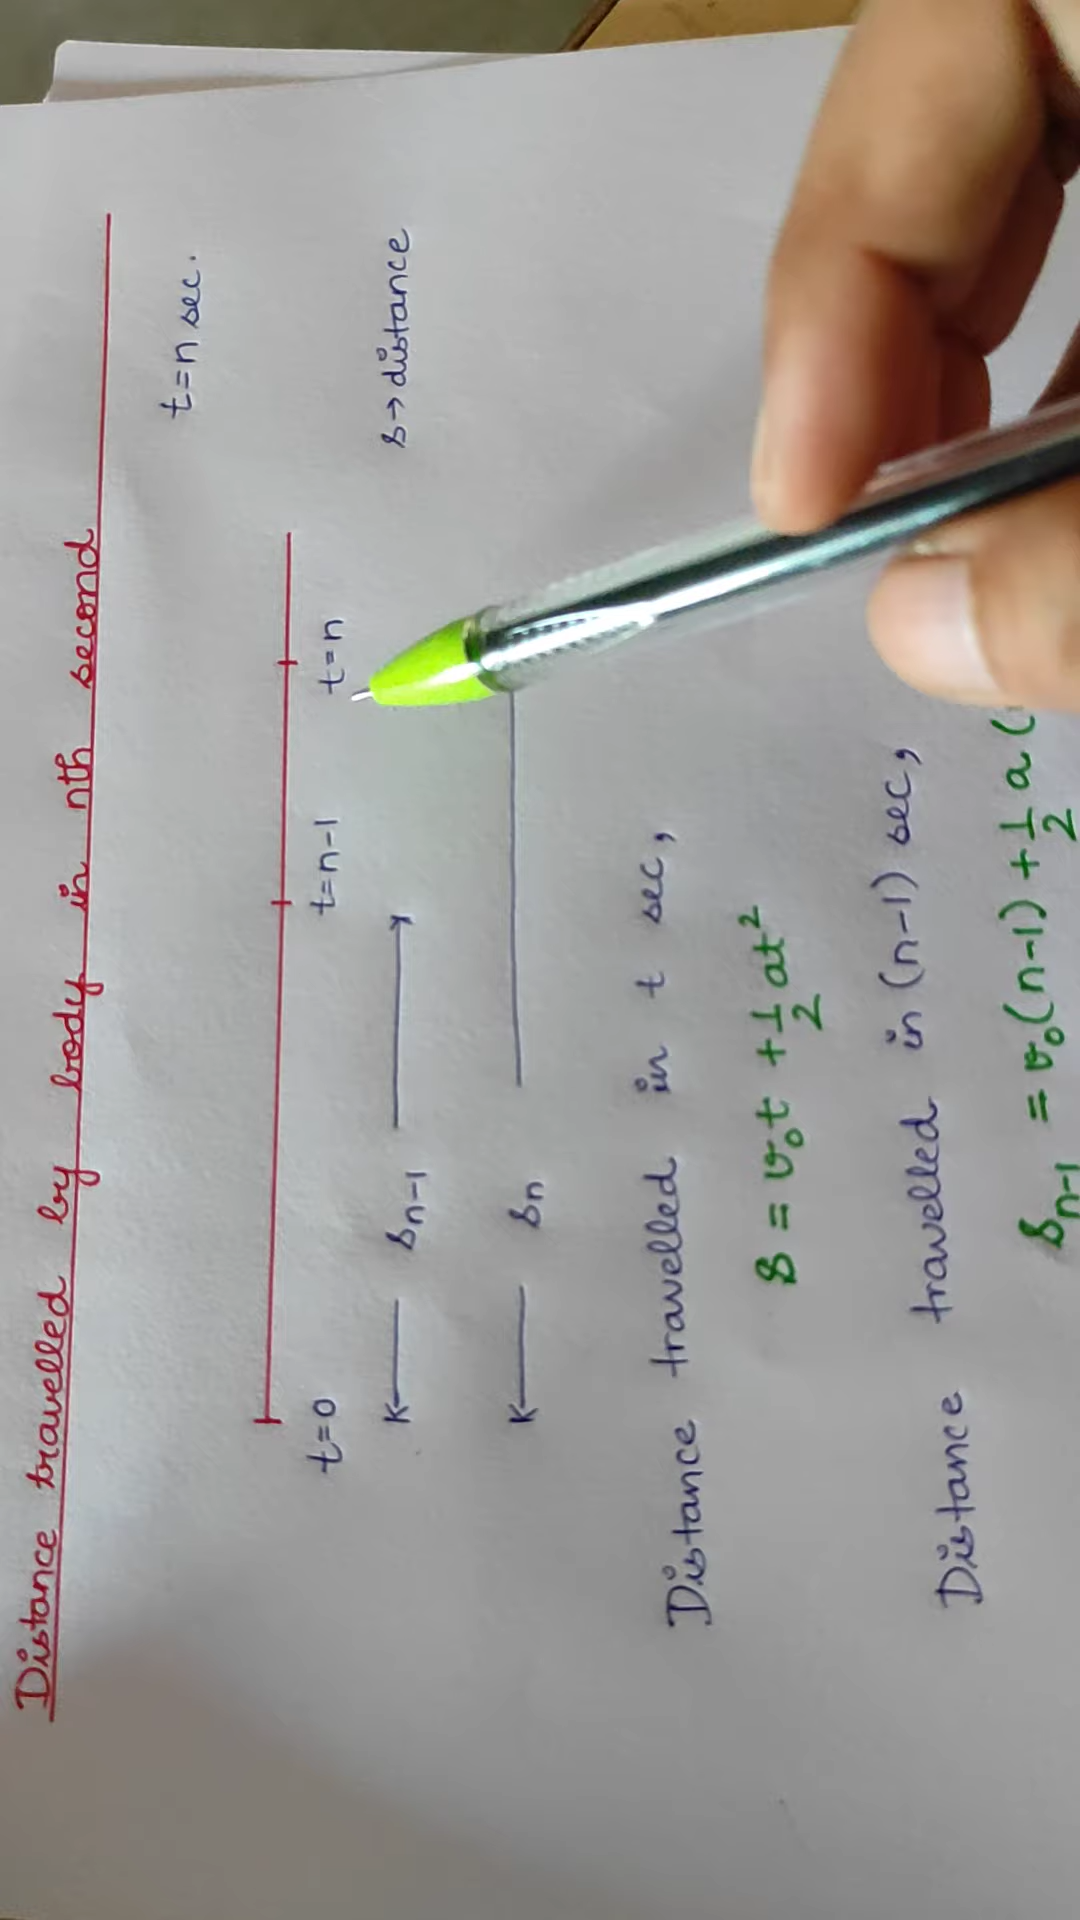 Distance travelled by body in nth second
t=n sec.
t=0 t=n-1 t=n
Sn-1 s→distance
Sn
Distance travelled in t sec,
S = v₀t + 1/2 at²
Distance travelled in (n-1) sec,
Sn-1 = v₀(n-1) + 1/2 a(